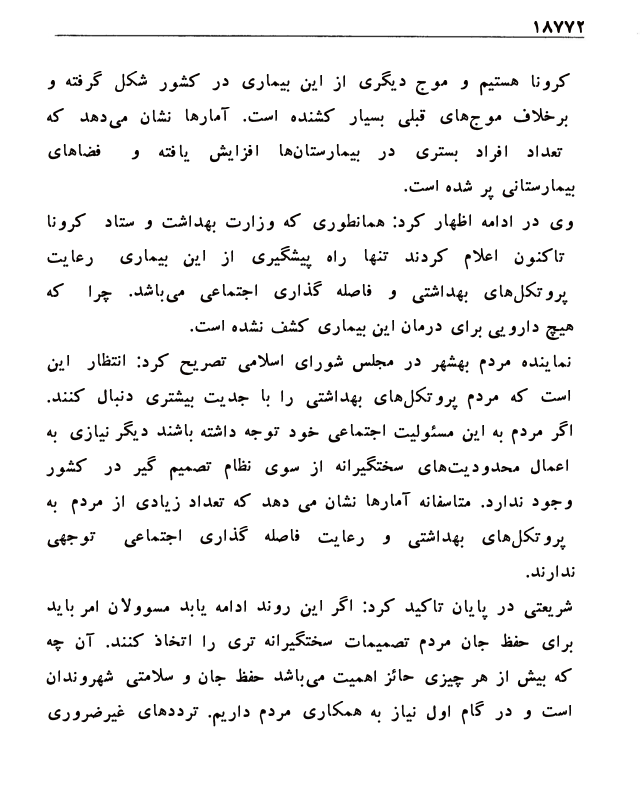 ۱۸۷۷۲
کرونا هستیم و موج دیگری از این بیماری در کشور شکل گرفته و
برخلاف موج‌های قبلی بسیار کشنده است. آمارها نشان می‌دهد که
تعداد افراد بستری در بیمارستان‌ها افزایش یافته و فضاهای
بیمارستانی پر شده است.
وی در ادامه اظهار کرد: همانطوری که وزارت بهداشت و ستاد کرونا
تاکنون اعلام کردند تنها راه پیشگیری از این بیماری رعایت
پروتکل‌های بهداشتی و فاصله گذاری اجتماعی می‌باشد. چرا که
هیچ دارویی برای درمان این بیماری کشف نشده است.
نماینده مردم بهشهر در مجلس شورای اسلامی تصریح کرد: انتظار این
است که مردم پروتکل‌های بهداشتی را با جدیت بیشتری دنبال کنند.
اگر مردم به این مسئولیت اجتماعی خود توجه داشته باشند دیگر نیازی به
اعمال محدودیت‌های سختگیرانه از سوی نظام تصمیم گیر در کشور
وجود ندارد. متاسفانه آمارها نشان می دهد که تعداد زیادی از مردم به
پروتکل‌های بهداشتی و رعایت فاصله گذاری اجتماعی توجهی
ندارند.
شریعتی در پایان تاکید کرد: اگر این روند ادامه یابد مسوولان امر باید
برای حفظ جان مردم تصمیمات سختگیرانه تری را اتخاذ کنند. آن چه
که بیش از هر چیزی حائز اهمیت می‌باشد حفظ جان و سلامتی شهروندان
است و در گام اول نیاز به همکاری مردم داریم. ترددهای غیرضروری